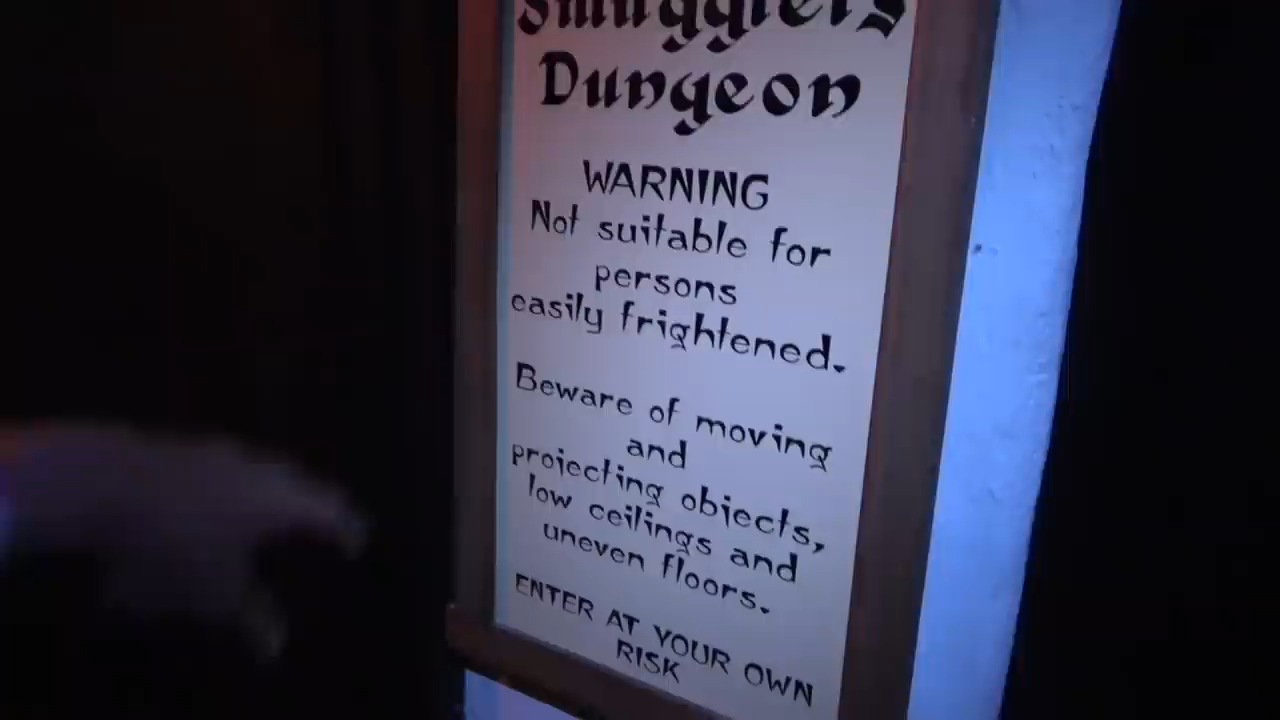 Smugglers
Dungeon
WARNING
Not suitable for
persons
easily frightened.
Beware of moving
and
projecting objects,
low ceilings and
uneven floors.
ENTER AT YOUR OWN
RISK